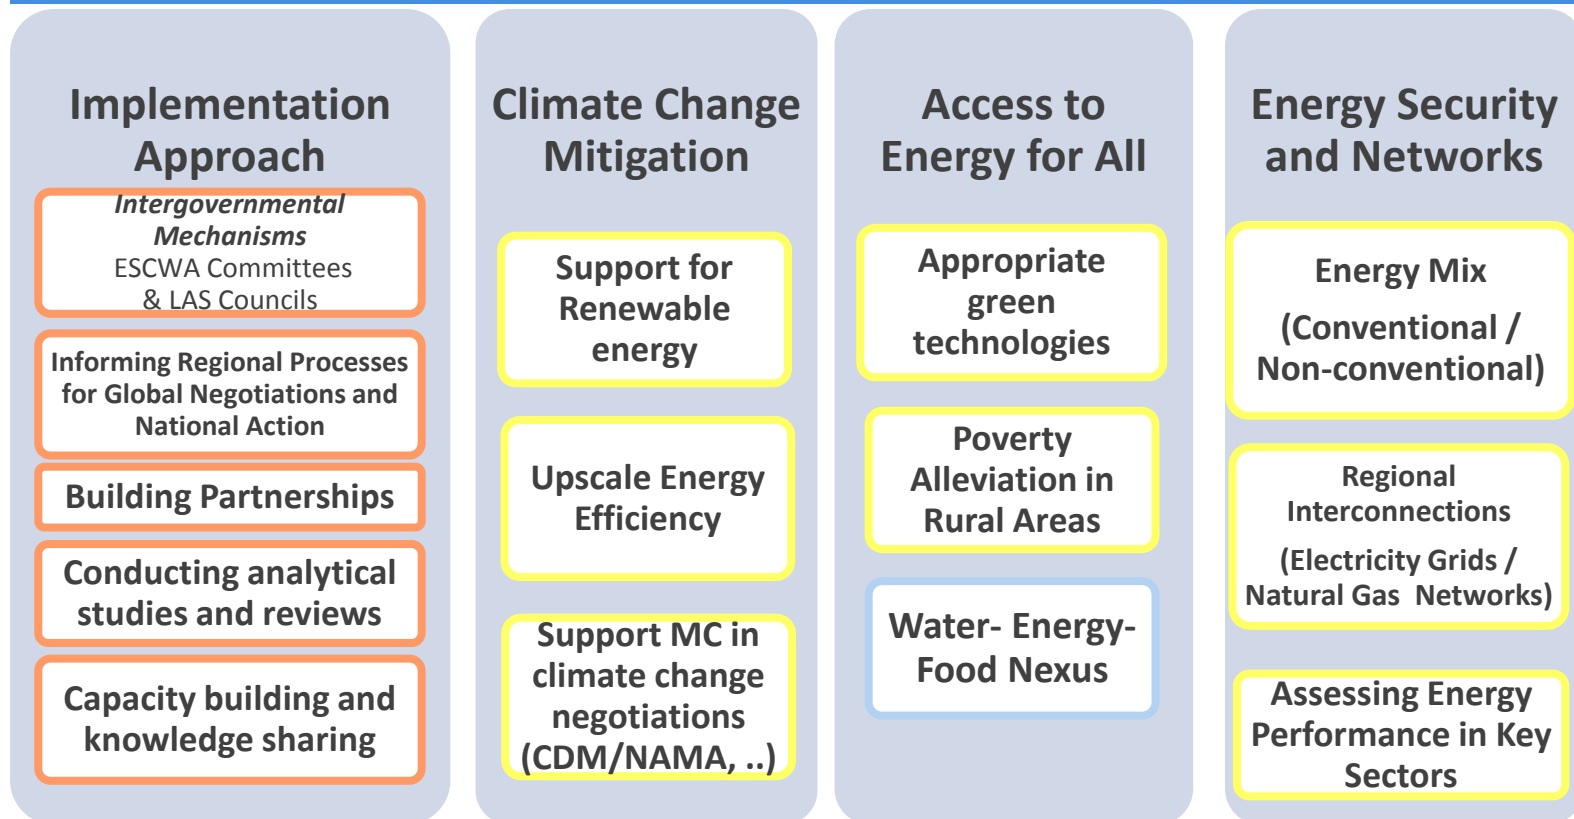 Implementation
Approach
Intergovernmental
Mechanisms
ESCWA Committees
& LAS Councils
Informing Regional Processes
for Global Negotiations and
National Action
Building Partnerships
Conducting analytical
studies and reviews
Capacity building and
knowledge sharing
Climate Change
Mitigation
Support for
Renewable
energy
Upscale Energy
Efficiency
Support MC in
climate change
negotiations
(CDM/NAMA, ..)
Access to
Energy for All
Appropriate
green
technologies
Poverty
Alleviation in
Rural Areas
Water- Energy-
Food Nexus
Energy Security
and Networks
Energy Mix
(Conventional /
Non-conventional)
Regional
Interconnections
(Electricity Grids /
Natural Gas  Networks)
Assessing Energy
Performance in Key
Sectors